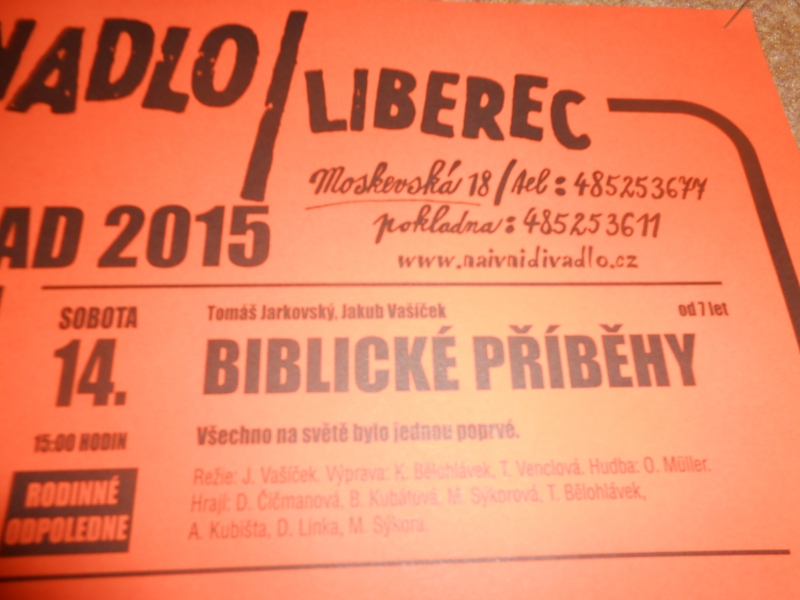 VADLO/LIBEREC
Moskevská 18/tel: 485253677
pokladna: 485253611
AD 2015
www.naivnidivadlo.cz
SOBOTA
14.
15:00 HODIN
RODINNÉ
ODPOLEDNE
Tomáš Jarkovský, Jakub Vašíček
od 7 let
BIBLICKÉ PŘÍBĚHY
Všechno na světě bylo jednou poprvé.
Režie: J. Vašíček, Výprava: K. Bělohlávek, T. Venclová. Hudba: O. Müller.
Hrají: D. Čičmanová, B. Kubátová, M. Sýkorová, T. Bělohlávek,
A. Kubišta, D. Linka, M. Sýkora.